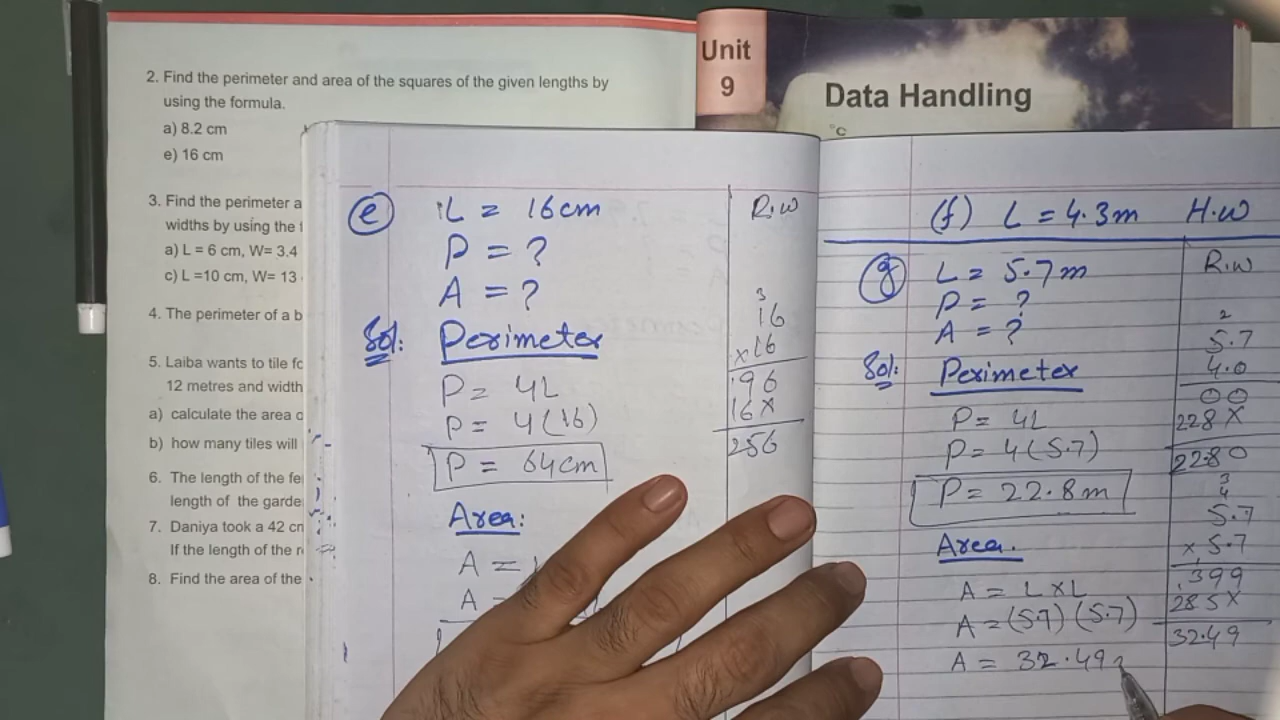 2. Find the perimeter and area of the squares of the given lengths by
using the formula.
a) 8.2 cm
e) 16 cm
3. Find the perimeter a
widths by using the
a) L = 6 cm, W= 3.4
c) L =10 cm, W= 13
4. The perimeter of a b
5. Laiba wants to tile
12 metres and width
a) calculate the area
b) how many tiles will
6. The length of the fe
length of the garde
7. Daniya took a 42
If the length of the
8. Find the area of the
Unit
9
Data Handling
°C
(e) L = 16cm
P = ?
A = ?
Sol: Perimeter
P = 4L
P = 4(16)
P = 64cm
Area:
A =
A
R.W
3
16
x16
96
16x
256
(f) L = 4.3m H.W
(g) L = 5.7m
P = ?
A = ?
Sol: Perimeter
P = 4L
P = 4(5.7)
P = 22.8m
Area.
A = L x L
A = (5.7) (5.7)
A = 32.49
R.W
2
5.7
4.0
00
228x
22.80
3
4
5.7
x 5.7
399
285x
32.49